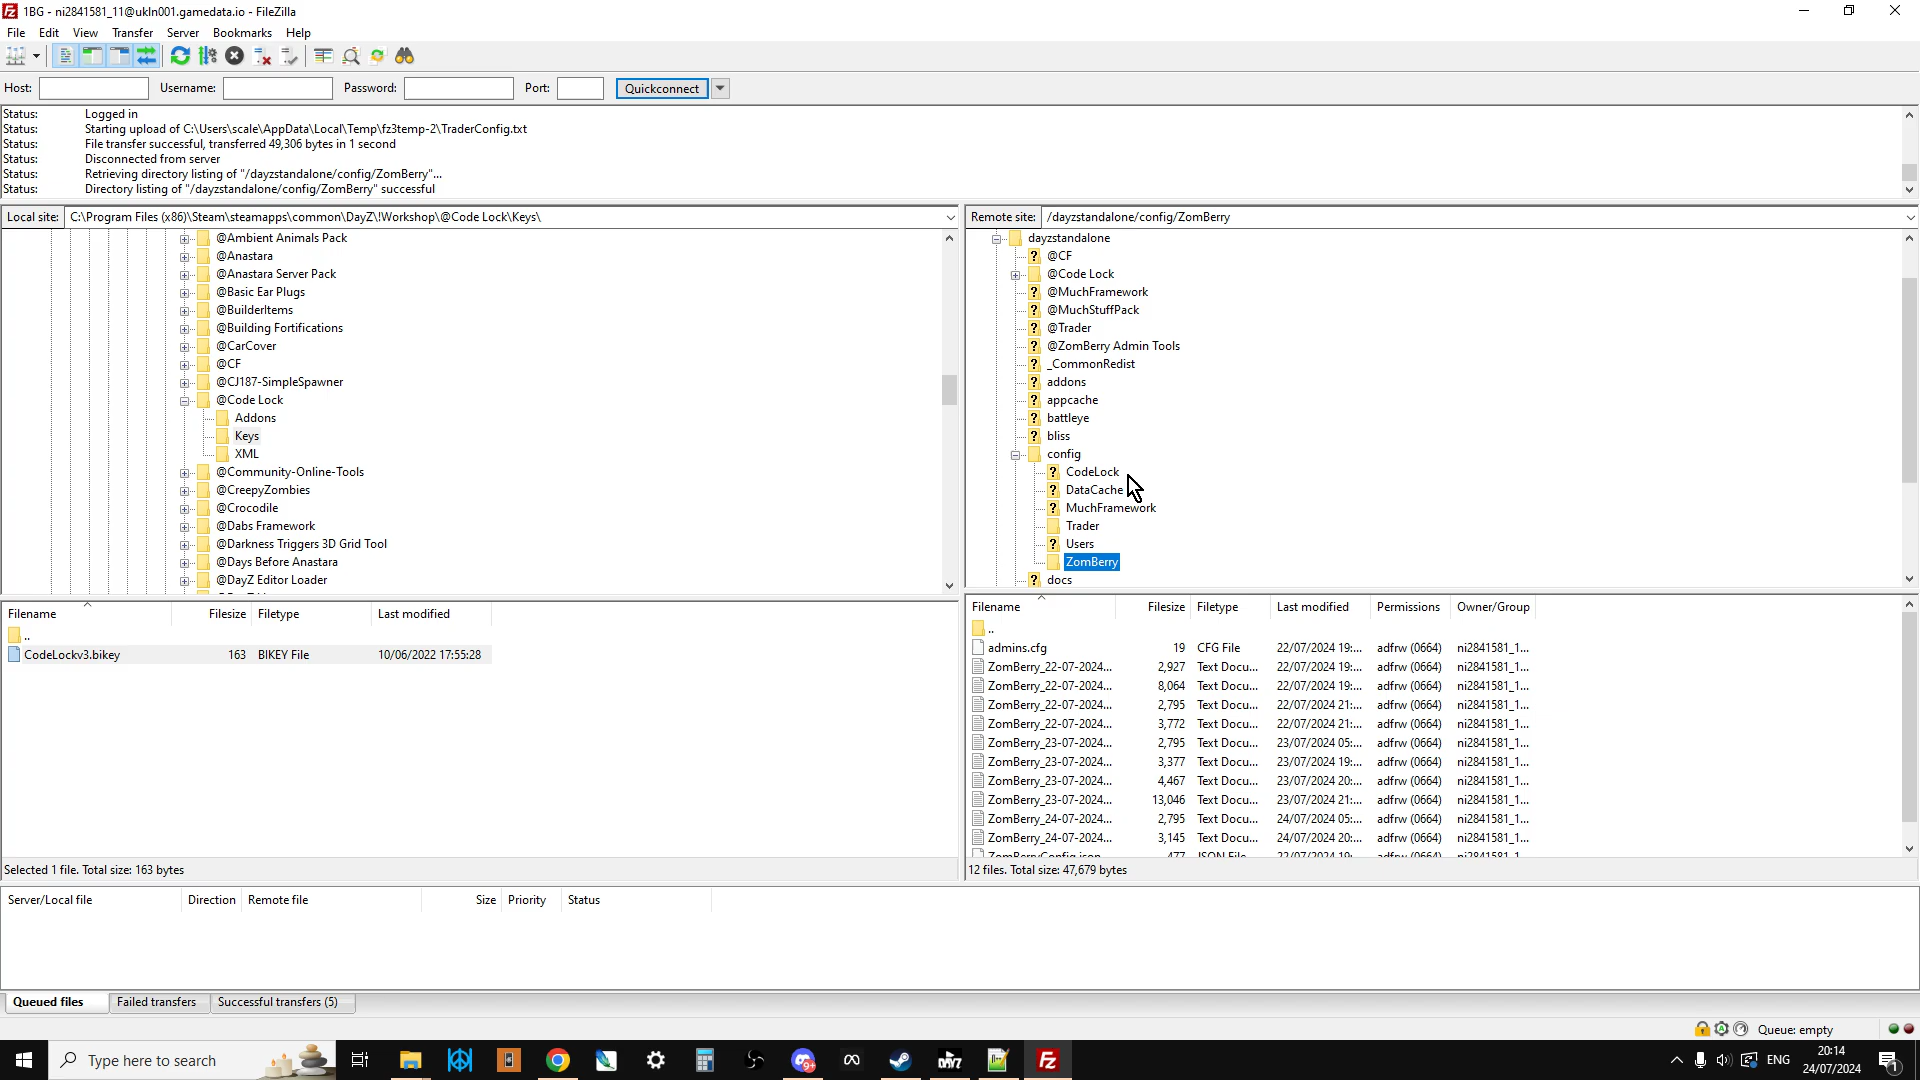 1BG - ni2841581_11@ukln001.gamedata.io - FileZilla
File Edit View Transfer Server Bookmarks Help
Host: Username: Password: Port: Quickconnect
Status: Logged in
Status: Starting upload of C:\Users\scale\AppData\Local\Temp\fz3temp-2\TraderConfig.txt
Status: File transfer successful, transferred 49,306 bytes in 1 second
Status: Disconnected from server
Status: Retrieving directory listing of "/dayzstandalone/config/ZomBerry"...
Status: Directory listing of "/dayzstandalone/config/ZomBerry" successful
Local site: C:\Program Files (x86)\Steam\steamapps\common\DayZ\!Workshop\@Code Lock\Keys\
@Ambient Animals Pack
@Anastara
@Anastara Server Pack
@Basic Ear Plugs
@BuilderItems
@Building Fortifications
@CarCover
@CF
@CJ187-SimpleSpawner
@Code Lock
Addons
Keys
XML
@Community-Online-Tools
@CreepyZombies
@Crocodile
@Dabs Framework
@Darkness Triggers 3D Grid Tool
@Days Before Anastara
@DayZ Editor Loader
Filename Filesize Filetype Last modified
..
CodeLockv3.bikey 163 BIKEY File 10/06/2022 17:55:28
Selected 1 file. Total size: 163 bytes
Remote site: /dayzstandalone/config/ZomBerry
dayzstandalone
@CF
@Code Lock
@MuchFramework
@MuchStuffPack
@Trader
@ZomBerry Admin Tools
_CommonRedist
addons
appcache
battleye
bliss
config
CodeLock
DataCache
MuchFramework
Trader
Users
ZomBerry
docs
Filename Filesize Filetype Last modified Permissions Owner/Group
..
admins.cfg 19 CFG File 22/07/2024 19:... adfrw (0664) ni2841581_1...
ZomBerry_22-07-2024... 2,927 Text Docu... 22/07/2024 19:... adfrw (0664) ni2841581_1...
ZomBerry_22-07-2024... 8,064 Text Docu... 22/07/2024 19:... adfrw (0664) ni2841581_1...
ZomBerry_22-07-2024... 2,795 Text Docu... 22/07/2024 21:... adfrw (0664) ni2841581_1...
ZomBerry_22-07-2024... 3,772 Text Docu... 22/07/2024 21:... adfrw (0664) ni2841581_1...
ZomBerry_23-07-2024... 2,795 Text Docu... 23/07/2024 05:... adfrw (0664) ni2841581_1...
ZomBerry_23-07-2024... 3,377 Text Docu... 23/07/2024 19:... adfrw (0664) ni2841581_1...
ZomBerry_23-07-2024... 4,467 Text Docu... 23/07/2024 20:... adfrw (0664) ni2841581_1...
ZomBerry_23-07-2024... 13,046 Text Docu... 23/07/2024 21:... adfrw (0664) ni2841581_1...
ZomBerry_24-07-2024... 2,795 Text Docu... 24/07/2024 05:... adfrw (0664) ni2841581_1...
ZomBerry_24-07-2024... 3,145 Text Docu... 24/07/2024 20:... adfrw (0664) ni2841581_1...
ZomBerryConfig.json 477 JSON File 22/07/2024 19:... adfrw (0664) ni2841581_1...
12 files. Total size: 47,679 bytes
Server/Local file Direction Remote file Size Priority Status
Queued files Failed transfers Successful transfers (5)
Queue: empty
Type here to search
9+
DAYZ
ENG
20:14
24/07/2024
1